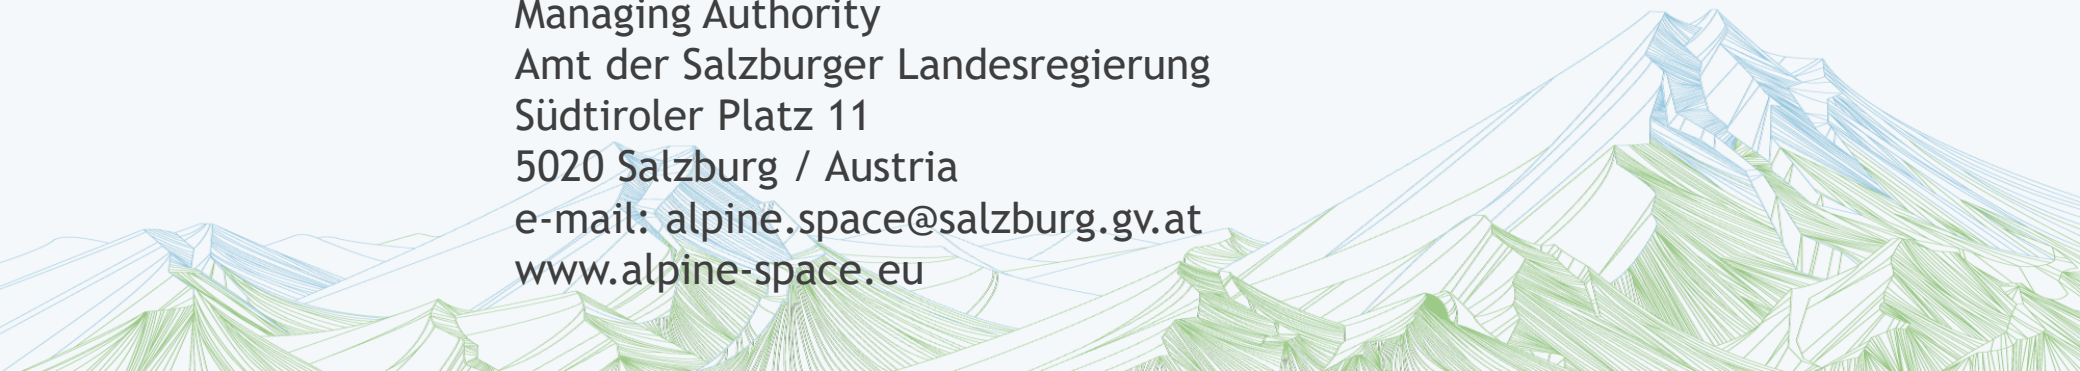 Managing Authority
Amt der Salzburger Landesregierung
Südtiroler Platz 11
5020 Salzburg / Austria
e-mail: alpine.space@salzburg.gv.at
www.alpine-space.eu